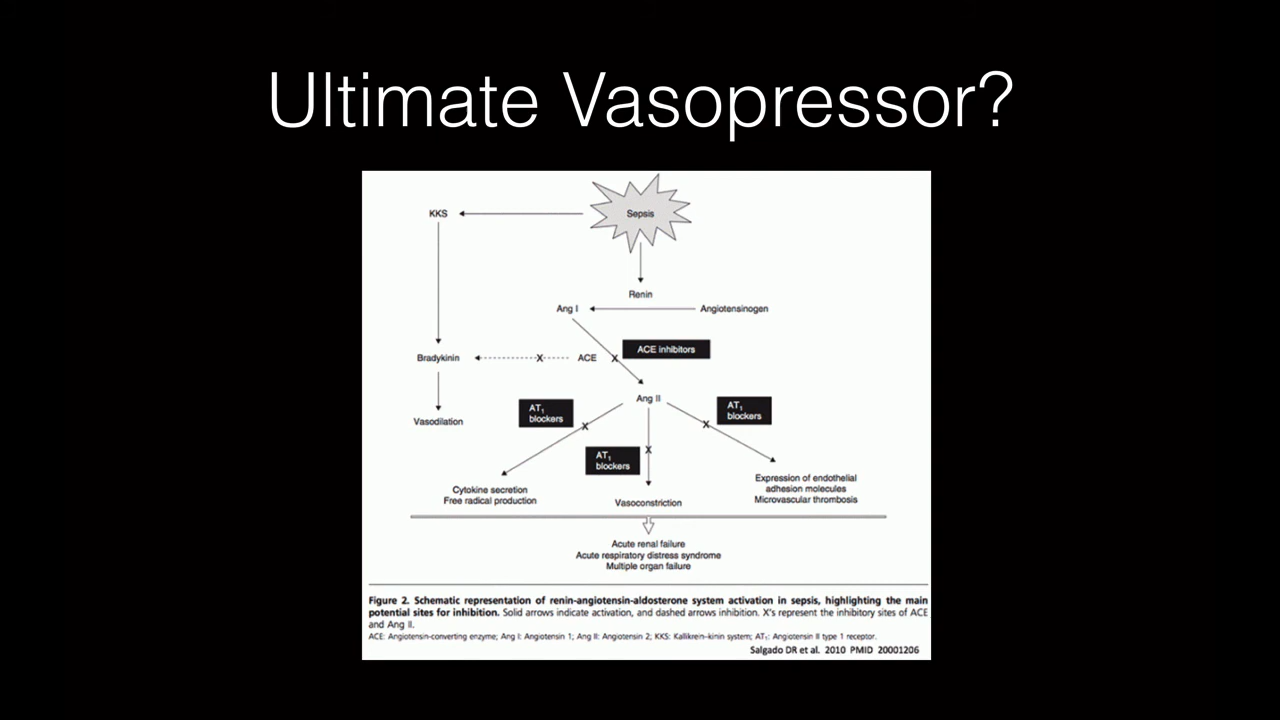 Ultimate Vasopressor?
KKS
Sepsis
Renin
Ang I
Angiotensinogen
ACE inhibitors
Bradykinin
X
ACE
X
Ang II
AT1
blockers
X
AT1
blockers
X
Vasodilation
AT1
blockers
X
Cytokine secretion
Free radical production
Vasoconstriction
Expression of endothelial
adhesion molecules
Microvascular thrombosis
Acute renal failure
Acute respiratory distress syndrome
Multiple organ failure
Figure 2. Schematic representation of renin-angiotensin-aldosterone system activation in sepsis, highlighting the main
potential sites for inhibition. Solid arrows indicate activation, and dashed arrows inhibition. X's represent the inhibitory sites of ACE
and Ang II.
ACE: Angiotensin-converting enzyme; Ang I: Angiotensin 1; Ang II: Angiotensin 2; KKS: Kallikrein–kinin system; AT1: Angiotensin II type 1 receptor.
Salgado DR et al. 2010 PMID 20001206